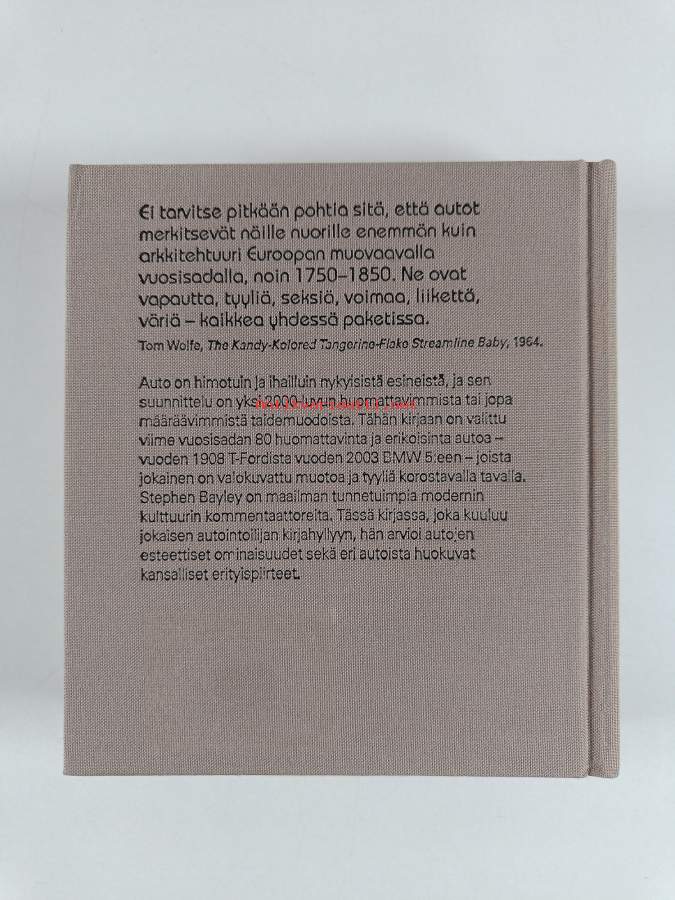 Ei tarvitse pitkään pohtia sitä, että autot
merkitsevät näille nuorille enemmän kuin
arkkitehtuuri Euroopan muovaavalla
vuosisadalla, noin 1750–1850. Ne ovat
vapautta, tyyliä, seksiä, voimaa, liikettä,
väriä – kaikkea yhdessä paketissa.
Tom Wolfe, The Kandy-Kolored Tangerine-Flake Streamline Baby, 1964.
Auto on himotuin ja ihailluin nykyisistä esineistä, ja sen
suunnittelu on yksi 2000-luvun huomattavimmista tai jopa
määräävimmistä taidemuodoista. Tähän kirjaan on valittu
viime vuosisadan 80 huomattavinta ja erikoisinta autoa –
vuoden 1908 T-Fordista vuoden 2003 BMW 5:een – joista
jokainen on valokuvattu muotoa ja tyyliä korostavalla tavalla.
Stephen Bayley on maailman tunnetuimpia modernin
kulttuurin kommentaattoreita. Tässä kirjassa, joka kuuluu
jokaisen autointoilijan kirjahyllyyn, hän arvioi autojen
esteettiset ominaisuudet sekä eri autoista huokuvat
kansalliset erityispiirteet.